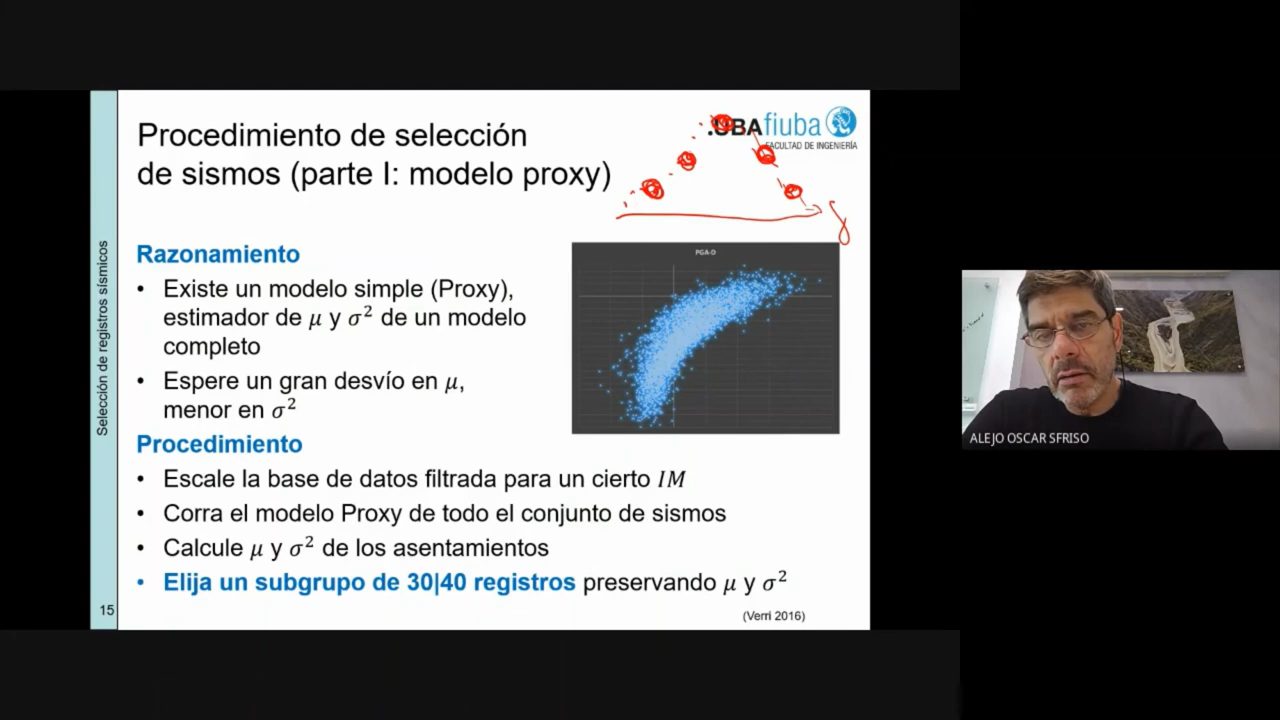 Procedimiento de selección
de sismos (parte I: modelo proxy)
.UBAfiuba
FACULTAD DE INGENIERÍA
γ
Selección de registros sísmicos
Razonamiento
• Existe un modelo simple (Proxy),
estimador de μ y σ² de un modelo
completo
• Espere un gran desvío en μ,
menor en σ²
PGA-D
Procedimiento
• Escale la base de datos filtrada para un cierto IM
• Corra el modelo Proxy de todo el conjunto de sismos
• Calcule μ y σ² de los asentamientos
• Elija un subgrupo de 30|40 registros preservando μ y σ²
15
(Verri 2016)
ALEJO OSCAR SFRISO